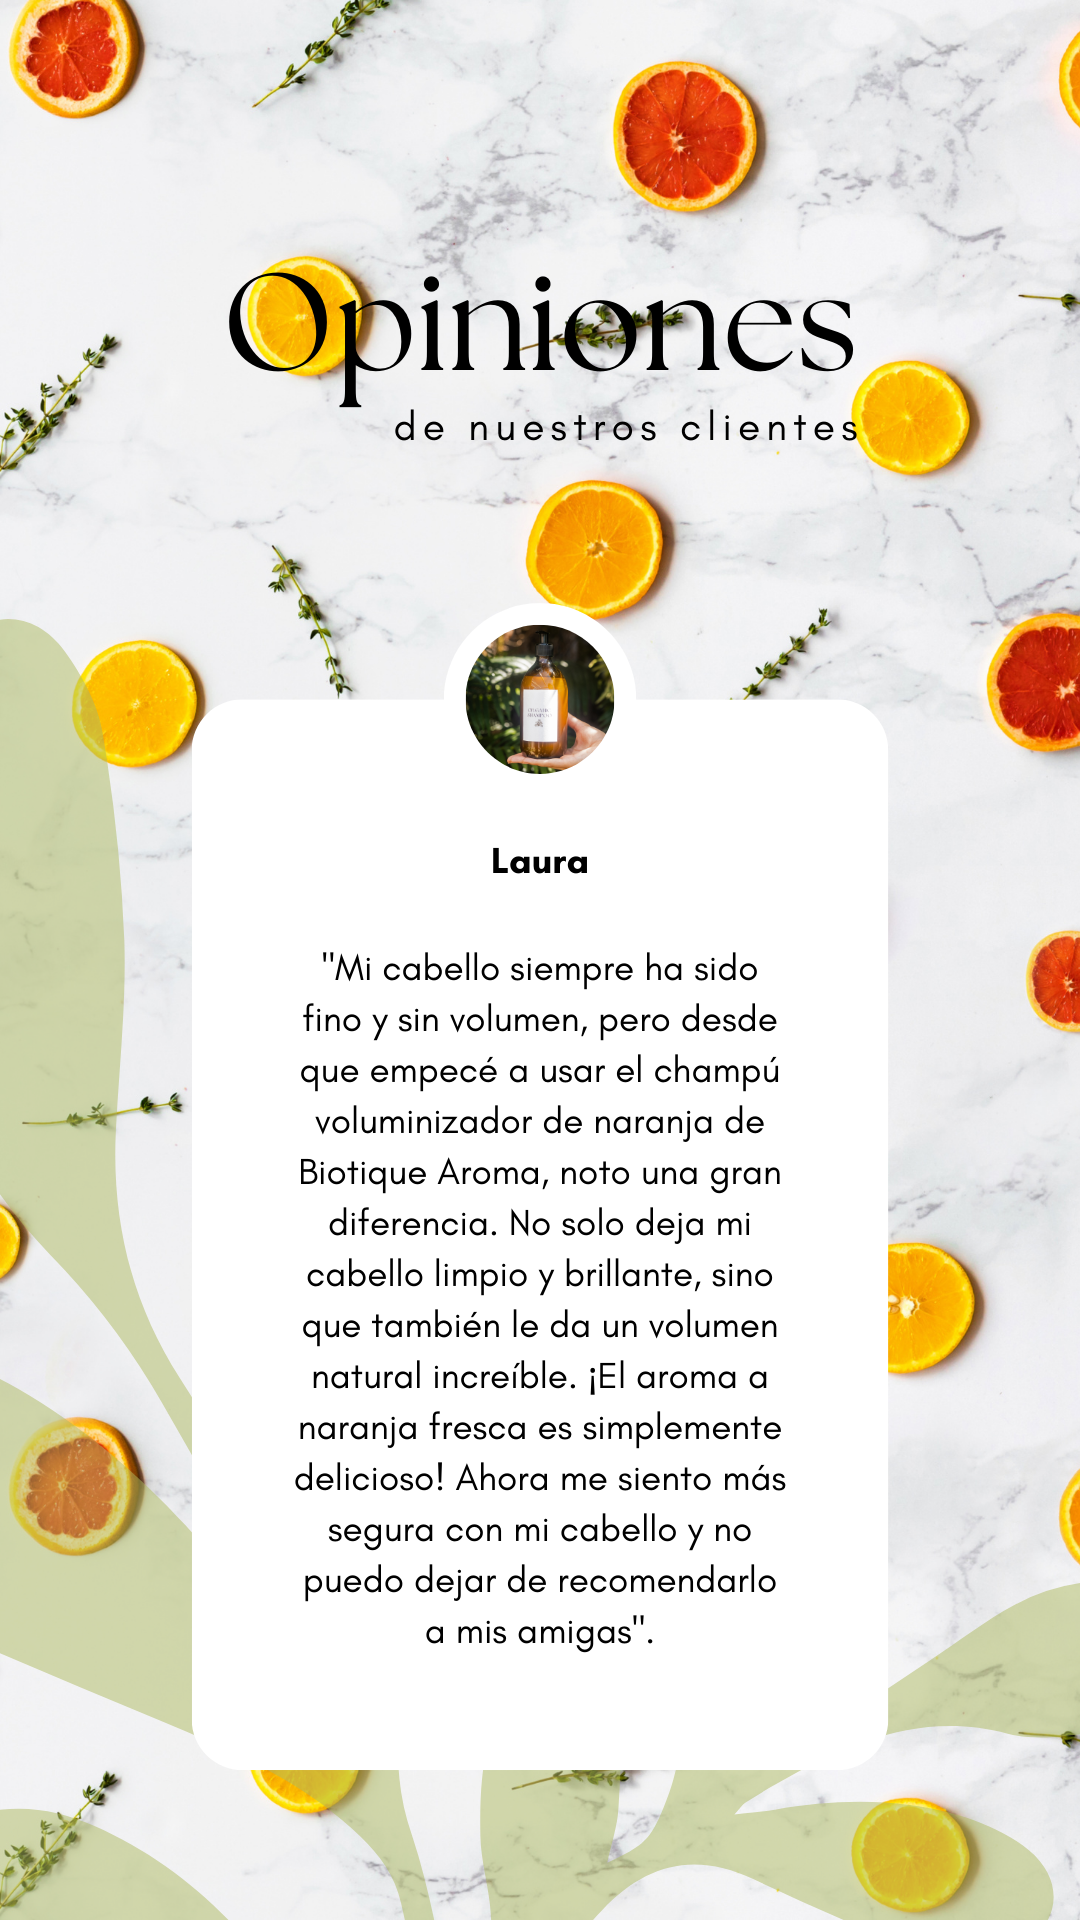 Opiniones
de nuestros clientes
Laura
"Mi cabello siempre ha sido
fino y sin volumen, pero desde
que empecé a usar el champú
voluminizador de naranja de
Biotique Aroma, noto una gran
diferencia. No solo deja mi
cabello limpio y brillante, sino
que también le da un volumen
natural increíble. ¡El aroma a
naranja fresca es simplemente
delicioso! Ahora me siento más
segura con mi cabello y no
puedo dejar de recomendarlo
a mis amigas".